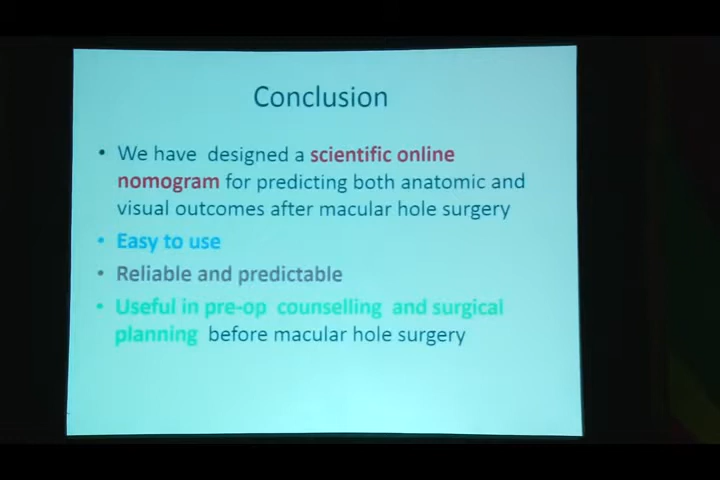 Conclusion
• We have designed a scientific online
nomogram for predicting both anatomic and
visual outcomes after macular hole surgery
• Easy to use
• Reliable and predictable
• Useful in pre-op counselling and surgical
planning before macular hole surgery